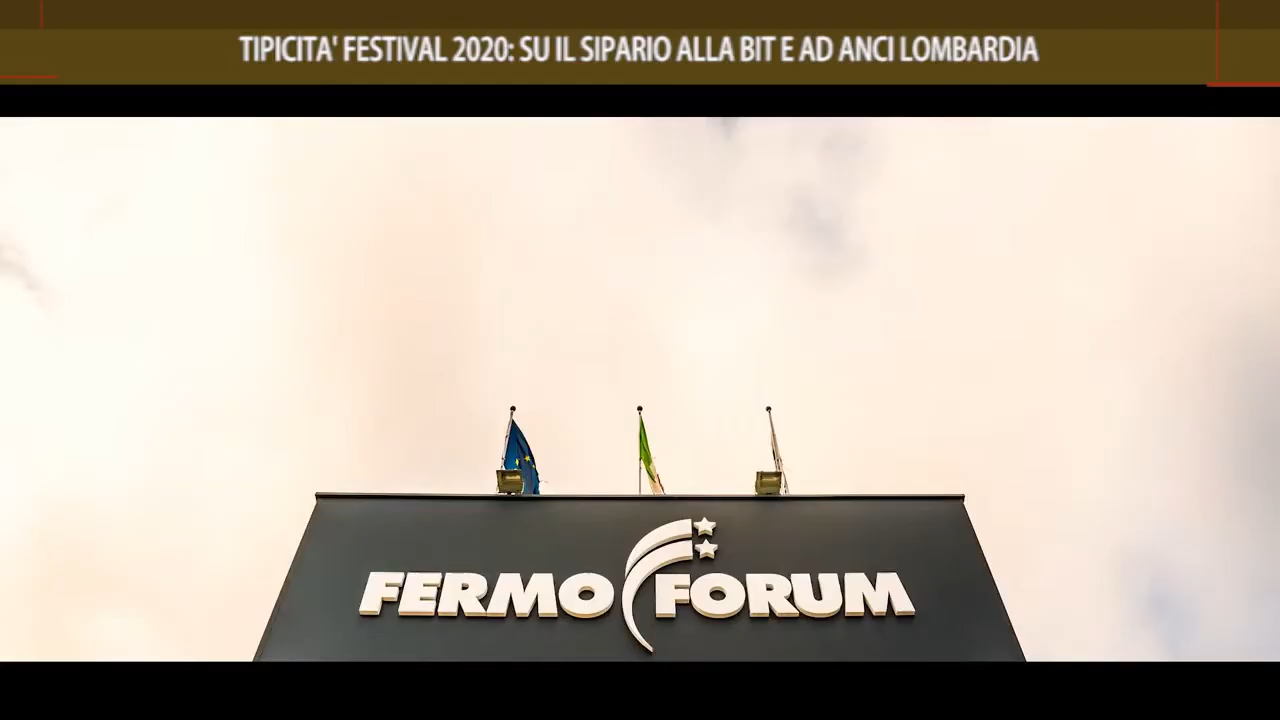 TIPICITA' FESTIVAL 2020: SU IL SIPARIO ALLA BIT E AD ANCI LOMBARDIA
FERMO FORUM